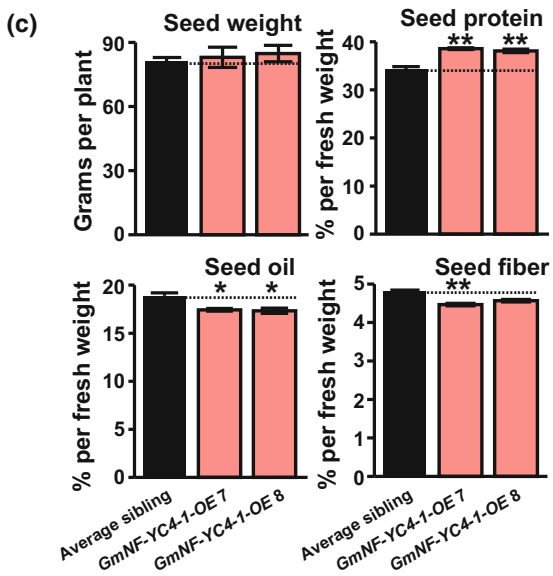 (c)
Seed weight
Grams per plant
90
60
30
0
Seed protein
% per fresh weight
40
30
20
10
0
** **
Seed oil
% per fresh weight
20
15
10
5
0
* *
Seed fiber
% per fresh weight
5
4
3
2
1
0
**
Average sibling
GmNF-YC4-1-OE 7
GmNF-YC4-1-OE 8
Average sibling
GmNF-YC4-1-OE 7
GmNF-YC4-1-OE 8